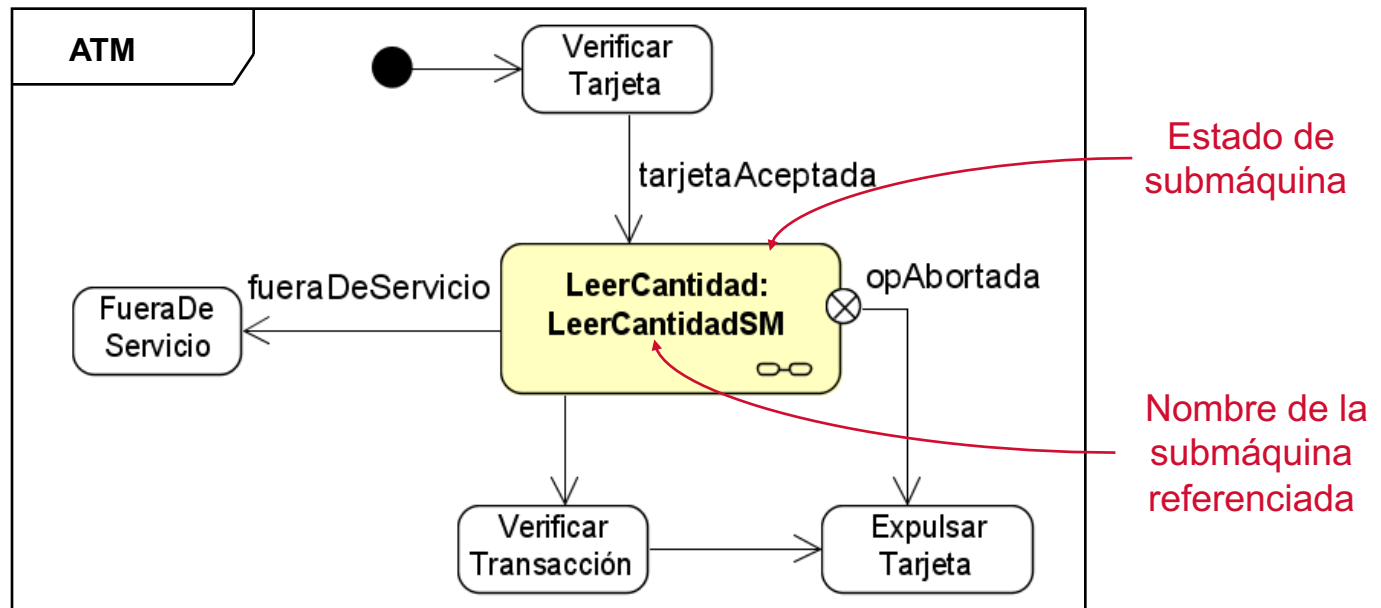 ATM
Verificar
Tarjeta
tarjetaAceptada
Estado de
submáquina
fueraDeServicio
LeerCantidad:
LeerCantidadSM
opAbortada
FueraDe
Servicio
Nombre de la
submáquina
referenciada
Verificar
Transacción
Expulsar
Tarjeta